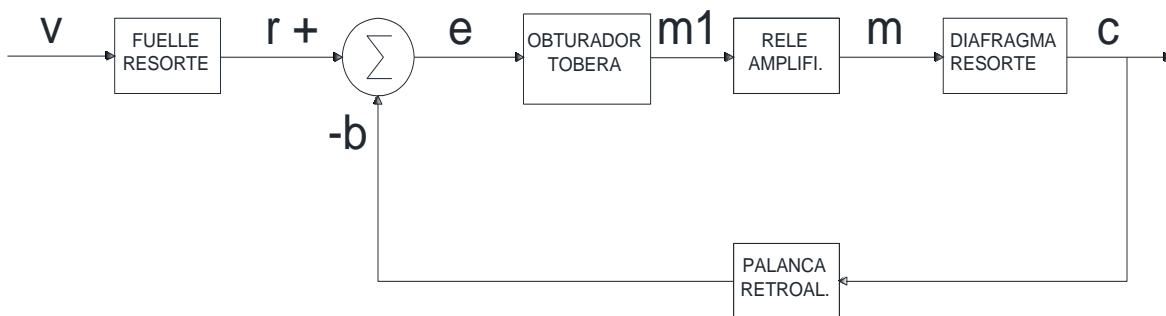 v
FUELLE
RESORTE
r +
e
OBTURADOR
TOBERA
m1
RELE
AMPLIFI.
m
DIAFRAGMA
RESORTE
c
∑
-b
PALANCA
RETROAL.